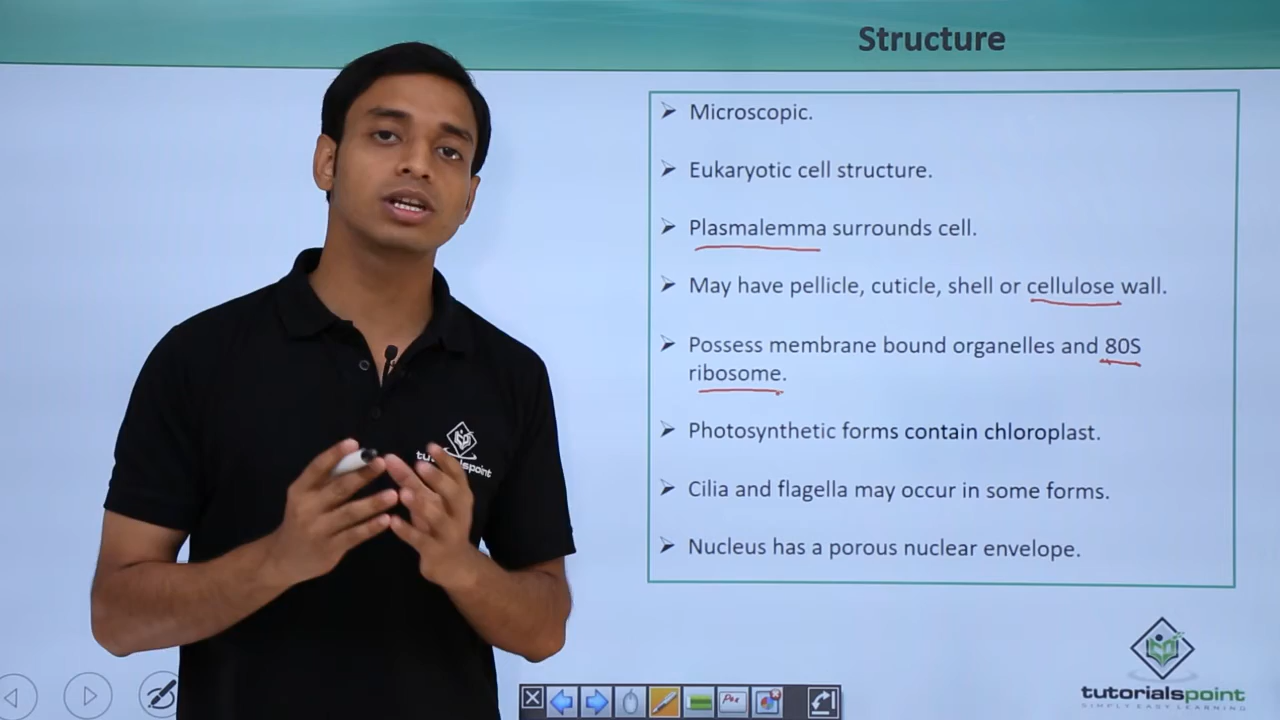 Structure
Microscopic.
Eukaryotic cell structure.
Plasmalemma surrounds cell.
May have pellicle, cuticle, shell or cellulose wall.
Possess membrane bound organelles and 80S
ribosome.
Photosynthetic forms contain chloroplast.
Cilia and flagella may occur in some forms.
Nucleus has a porous nuclear envelope.
tutorialspoint
tutorialspoint
SIMPLY EASY LEARNING